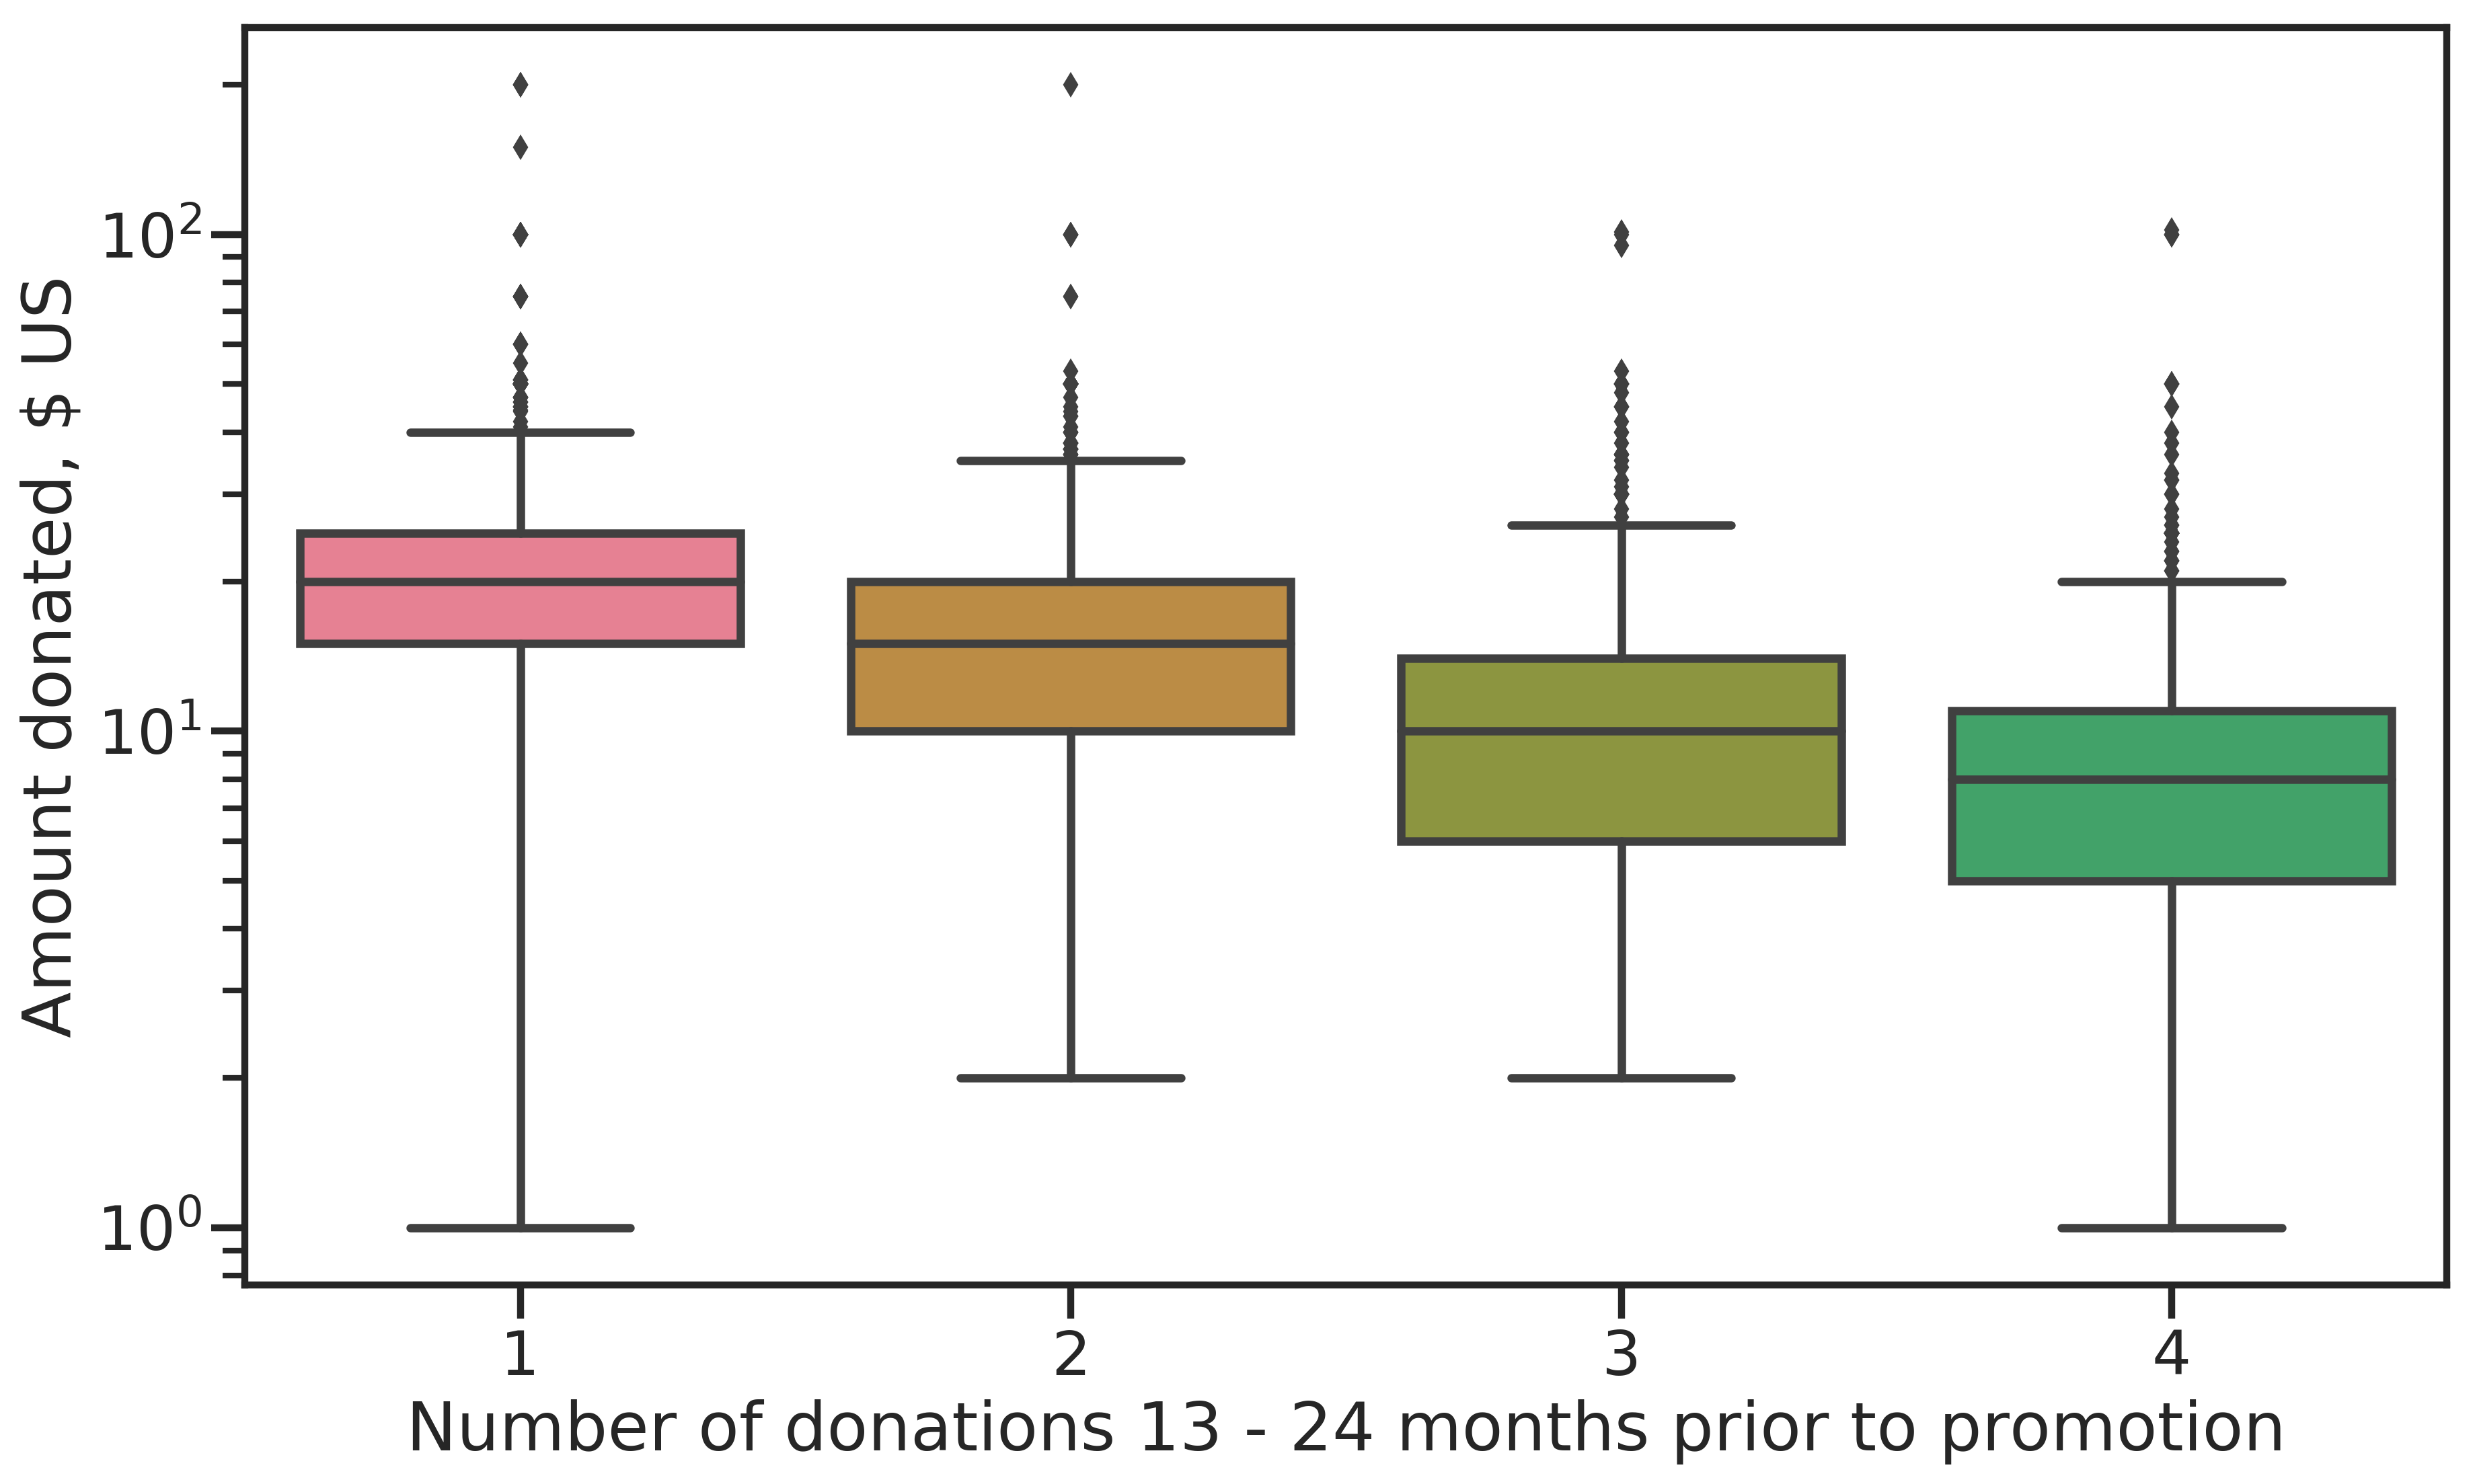 Amount donated, $ US
10²
10¹
10⁰
1 2 3 4
Number of donations 13 - 24 months prior to promotion